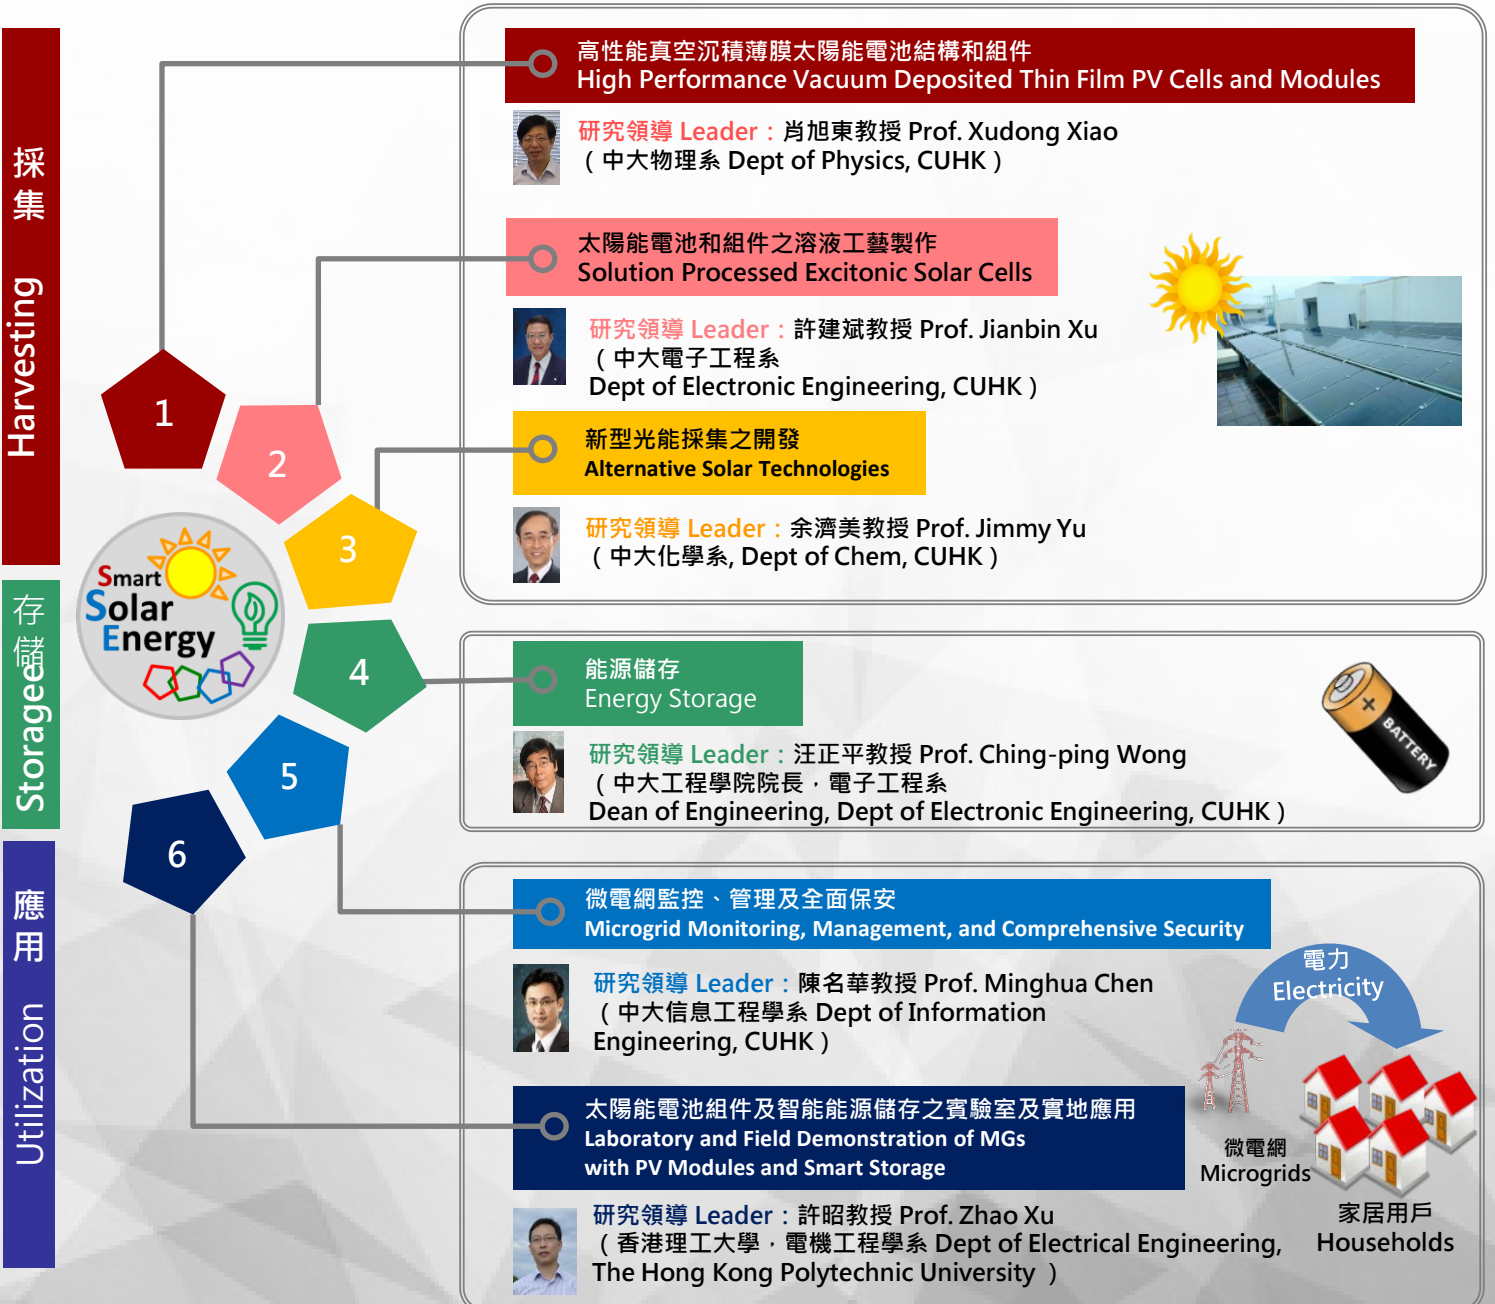 採
集
Harvesting
高性能真空沉積薄膜太陽能電池結構和組件
High Performance Vacuum Deposited Thin Film PV Cells and Modules
研究領導 Leader：肖旭東教授 Prof. Xudong Xiao
（中大物理系 Dept of Physics, CUHK）
太陽能電池和組件之溶液工藝製作
Solution Processed Excitonic Solar Cells
研究領導 Leader：許建斌教授 Prof. Jianbin Xu
（中大電子工程系
Dept of Electronic Engineering, CUHK）
新型光能採集之開發
Alternative Solar Technologies
研究領導 Leader：余濟美教授 Prof. Jimmy Yu
（中大化學系, Dept of Chem, CUHK）
1
2
3
4
5
6
Smart
Solar
Energy
存
儲
Storagee
能源儲存
Energy Storage
研究領導 Leader：汪正平教授 Prof. Ching-ping Wong
（中大工程學院院長，電子工程系
Dean of Engineering, Dept of Electronic Engineering, CUHK）
BATTERY
應
用
Utilization
微電網監控、管理及全面保安
Microgrid Monitoring, Management, and Comprehensive Security
研究領導 Leader：陳名華教授 Prof. Minghua Chen
（中大信息工程學系 Dept of Information
Engineering, CUHK）
太陽能電池組件及智能能源儲存之實驗室及實地應用
Laboratory and Field Demonstration of MGs
with PV Modules and Smart Storage
研究領導 Leader：許昭教授 Prof. Zhao Xu
（香港理工大學，電機工程學系 Dept of Electrical Engineering,
The Hong Kong Polytechnic University ）
電力
Electricity
微電網
Microgrids
家居用戶
Households